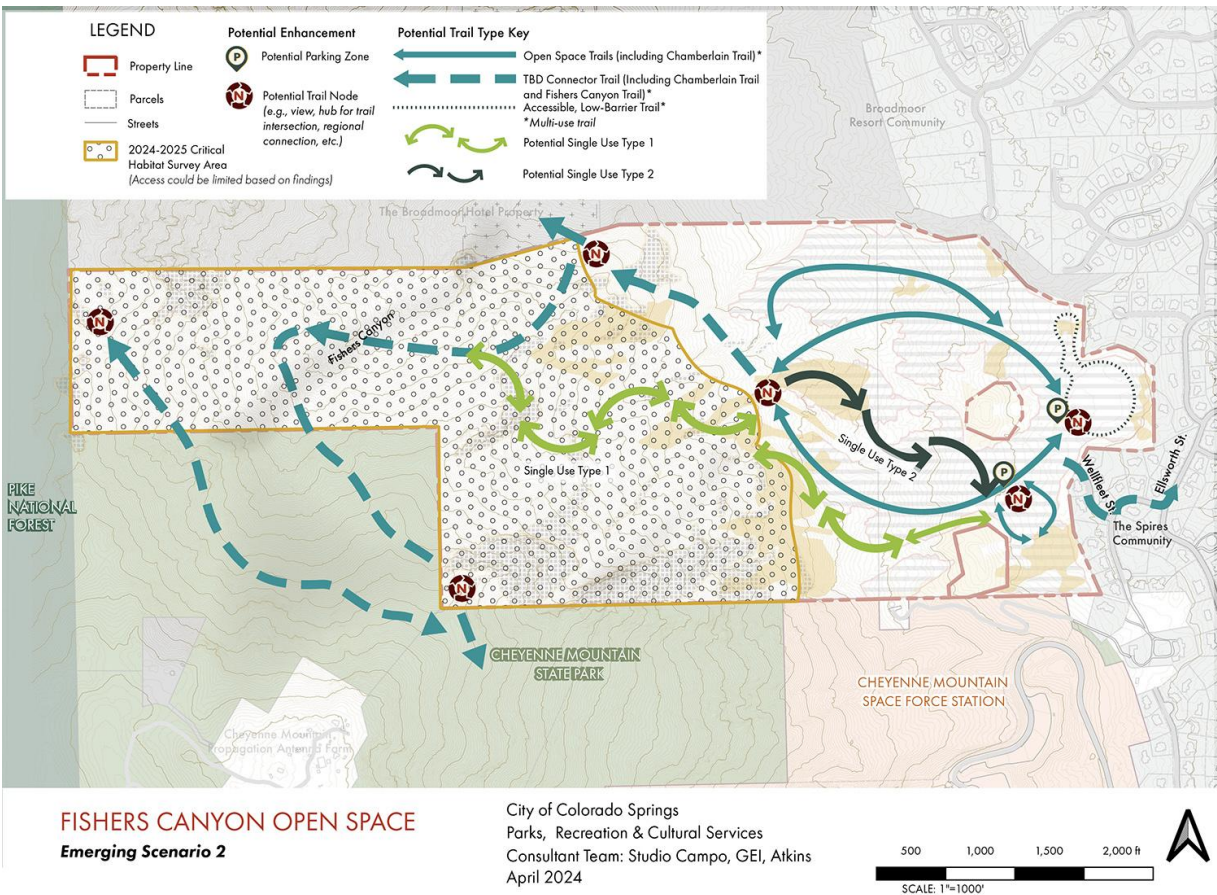 LEGEND
Property Line
Parcels
Streets
2024-2025 Critical
Habitat Survey Area
(Access could be limited based on findings)
Potential Enhancement
P
Potential Parking Zone
N
Potential Trail Node
(e.g., view, hub for trail
intersection, regional
connection, etc.)
Potential Trail Type Key
Open Space Trails (including Chamberlain Trail)*
TBD Connector Trail (Including Chamberlain Trail
and Fishers Canyon Trail)*
Accessible, Low-Barrier Trail*
*Multi-use trail
Potential Single Use Type 1
Potential Single Use Type 2
Broadmoor
Resort Community
The Broadmoor Hotel Property
N
N
Fishers Canyon
N
P
N
Single Use Type 1
Single Use Type 2
P
N
Wellfleet St.
Ellsworth St.
The Spires
Community
PIKE
NATIONAL
FOREST
N
CHEYENNE MOUNTAIN
STATE PARK
CHEYENNE MOUNTAIN
SPACE FORCE STATION
Cheyenne Mountain
Propagation Antenna Farm
FISHERS CANYON OPEN SPACE
Emerging Scenario 2
City of Colorado Springs
Parks, Recreation & Cultural Services
Consultant Team: Studio Campo, GEI, Atkins
April 2024
500 1,000 1,500 2,000 ft
SCALE: 1"=1000'